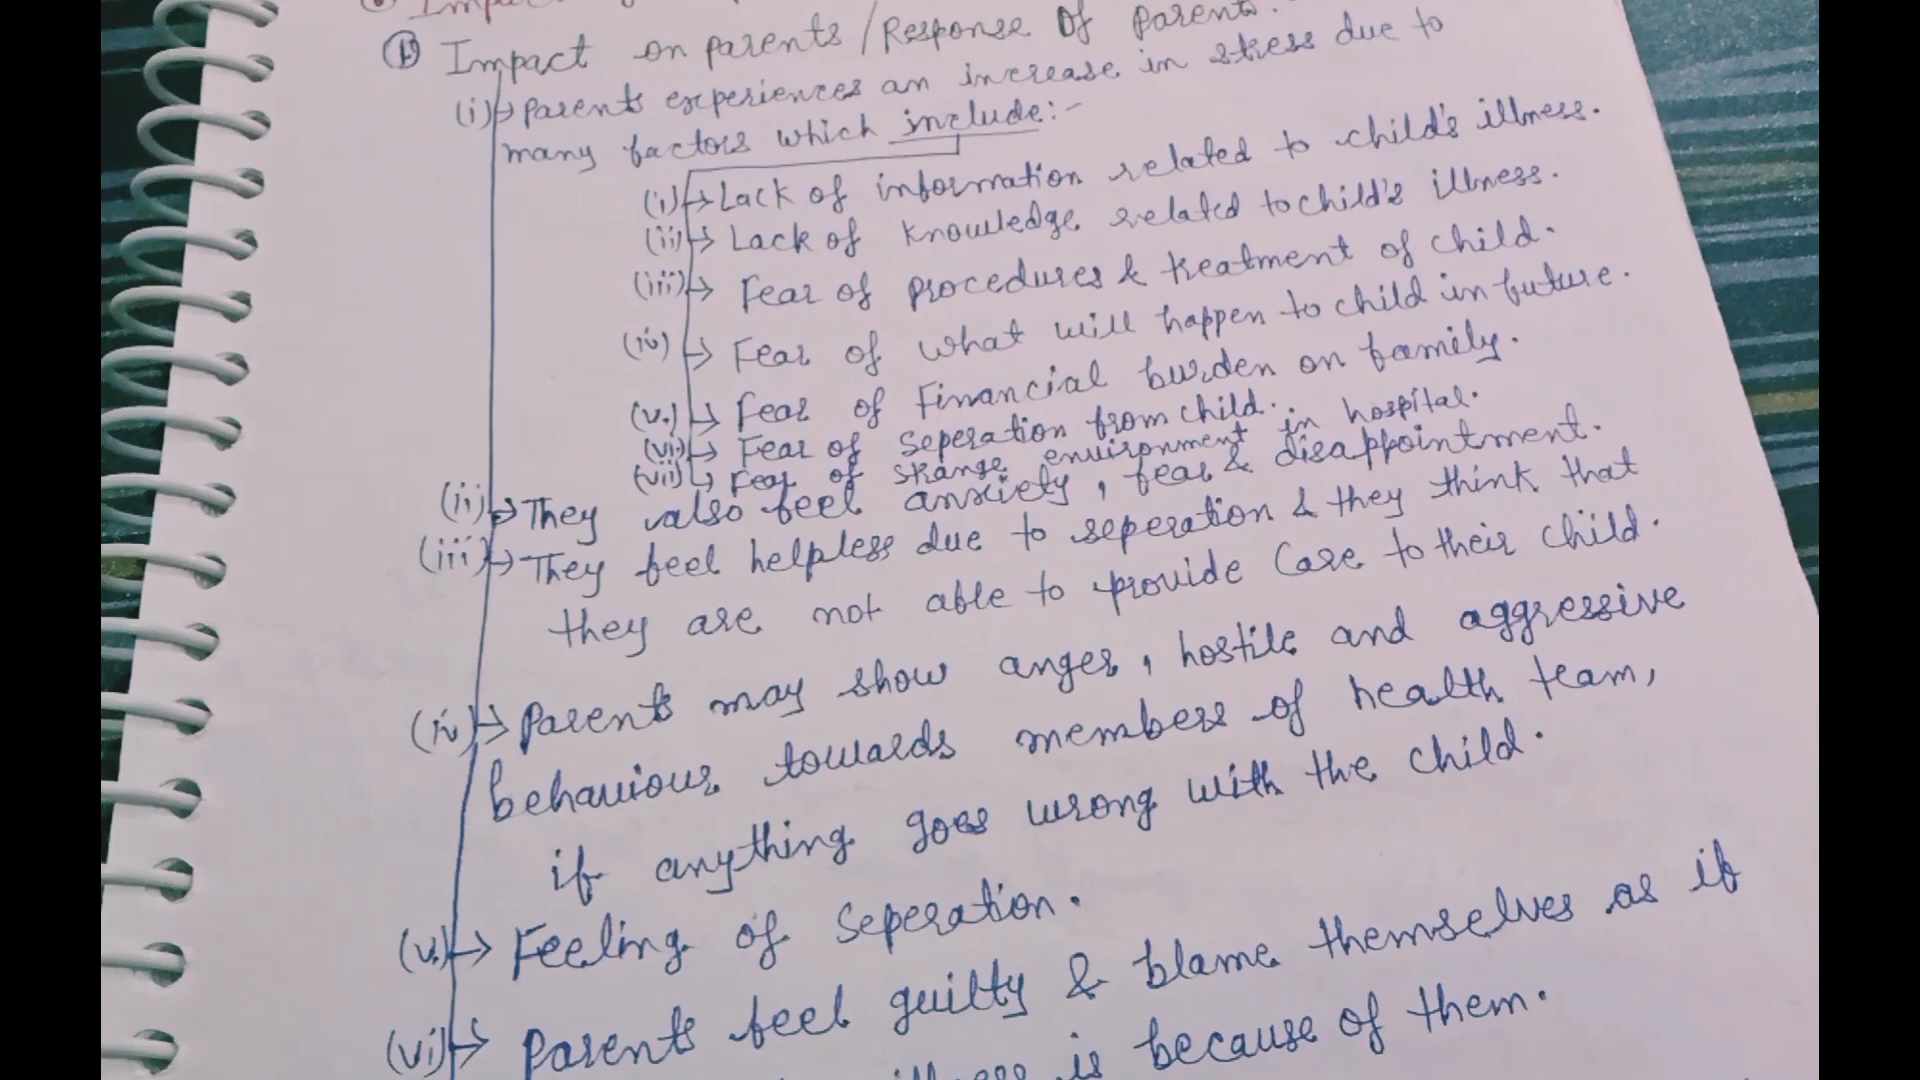 Impact
(b) Impact on parents/Response of parents.
(i)→ Parents experiences an increase in stress due to
many factors which include:-
(i)→ Lack of information related to child's illness.
(ii)→ Lack of knowledge related to child's illness.
(iii)→ Fear of procedures & treatment of child.
(iv)→ Fear of what will happen to child in future.
(v.)→ Fear of Financial burden on family.
(vi)→ Fear of seperation from child.
(vii)→ Fear of strange environment in hospital.
(ii)→ They also feel anxiety, fear & disappointment.
(iii)→ They feel helpless due to seperation & they think that
they are not able to provide Care to their child.
(iv)→ Parents may show anger, hostile and aggressive
behaviour towards members of health team,
if anything goes wrong with the child.
(v.)→ Feeling of seperation.
(vi)→ Parents feel guilty & blame themselves as if
illness is because of them.